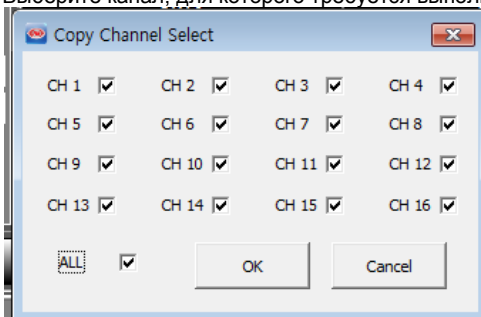 Выберите канал, для которого требуется
Copy Channel Select
CH 1 CH 2 CH 3 CH 4
CH 5 CH 6 CH 7 CH 8
CH 9 CH 10 CH 11 CH 12
CH 13 CH 14 CH 15 CH 16
ALL OK Cancel